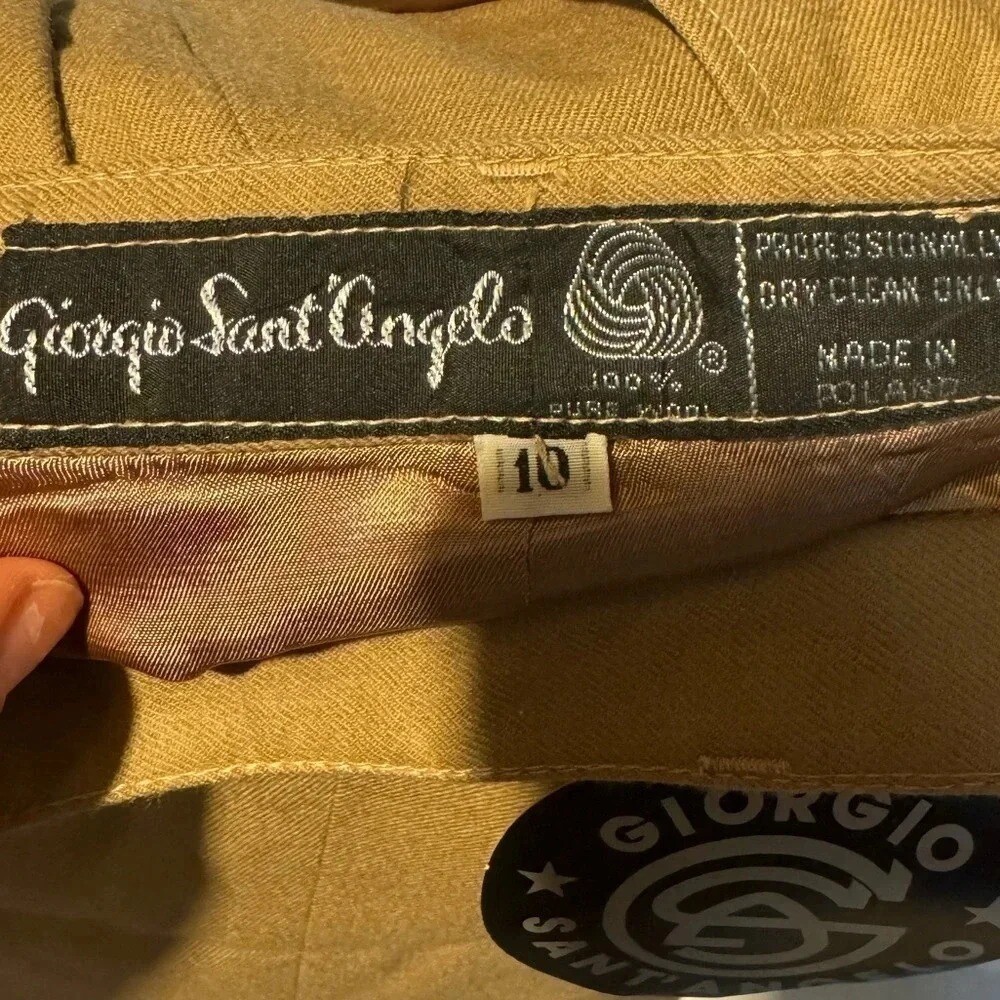 Giorgio Sant'Angelo
100%
PURE WOOL
®
PROFESSIONALLY
DRY CLEAN ONLY
MADE IN
POLAND
10
GIORGIO
SANT'ANGELO